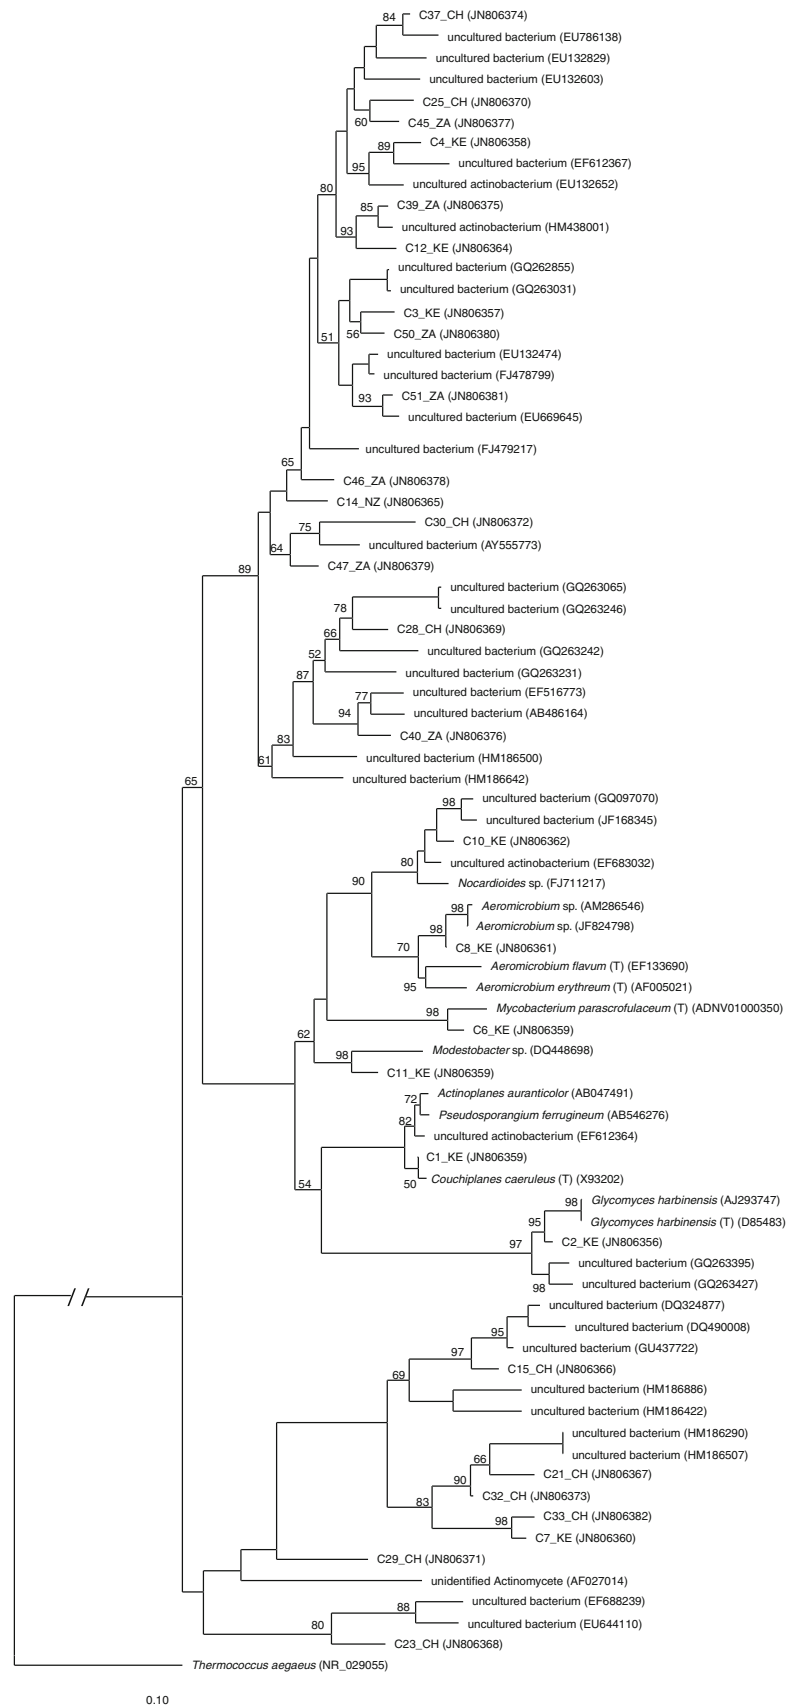 84
C37_CH (JN806374)
uncultured bacterium (EU786138)
uncultured bacterium (EU132829)
uncultured bacterium (EU132603)
C25_CH (JN806370)
60
C45_ZA (JN806377)
89
C4_KE (JN806358)
uncultured bacterium (EF612367)
95
uncultured actinobacterium (EU132652)
80
85
C39_ZA (JN806375)
uncultured actinobacterium (HM438001)
93
C12_KE (JN806364)
uncultured bacterium (GQ262855)
uncultured bacterium (GQ263031)
C3_KE (JN806357)
51
56
C50_ZA (JN806380)
uncultured bacterium (EU132474)
uncultured bacterium (FJ478799)
93
C51_ZA (JN806381)
uncultured bacterium (EU669645)
uncultured bacterium (FJ479217)
65
C46_ZA (JN806378)
C14_NZ (JN806365)
75
C30_CH (JN806372)
64
uncultured bacterium (AY555773)
C47_ZA (JN806379)
89
uncultured bacterium (GQ263065)
78
uncultured bacterium (GQ263246)
66
C28_CH (JN806369)
52
uncultured bacterium (GQ263242)
87
uncultured bacterium (GQ263231)
77
uncultured bacterium (EF516773)
94
uncultured bacterium (AB486164)
83
C40_ZA (JN806376)
61
uncultured bacterium (HM186500)
uncultured bacterium (HM186642)
65
98
uncultured bacterium (GQ097070)
uncultured bacterium (JF168345)
C10_KE (JN806362)
80
uncultured actinobacterium (EF683032)
90
Nocardioides sp. (FJ711217)
98
Aeromicrobium sp. (AM286546)
98
Aeromicrobium sp. (JF824798)
70
C8_KE (JN806361)
Aeromicrobium flavum (T) (EF133690)
95
Aeromicrobium erythreum (T) (AF005021)
98
Mycobacterium parascrofulaceum (T) (ADNV01000350)
C6_KE (JN806359)
62
98
Modestobacter sp. (DQ448698)
C11_KE (JN806359)
72
Actinoplanes auranticolor (AB047491)
82
Pseudosporangium ferrugineum (AB546276)
uncultured actinobacterium (EF612364)
C1_KE (JN806359)
54
50
Couchiplanes caeruleus (T) (X93202)
98
Glycomyces harbinensis (AJ293747)
95
Glycomyces harbinensis (T) (D85483)
97
C2_KE (JN806356)
uncultured bacterium (GQ263395)
98
uncultured bacterium (GQ263427)
uncultured bacterium (DQ324877)
95
uncultured bacterium (DQ490008)
97
uncultured bacterium (GU437722)
69
C15_CH (JN806366)
uncultured bacterium (HM186886)
uncultured bacterium (HM186422)
uncultured bacterium (HM186290)
66
uncultured bacterium (HM186507)
90
C21_CH (JN806367)
83
C32_CH (JN806373)
98
C33_CH (JN806382)
C7_KE (JN806360)
C29_CH (JN806371)
unidentified Actinomycete (AF027014)
88
uncultured bacterium (EF688239)
80
uncultured bacterium (EU644110)
C23_CH (JN806368)
Thermococcus aegaeus (NR_029055)
0.10